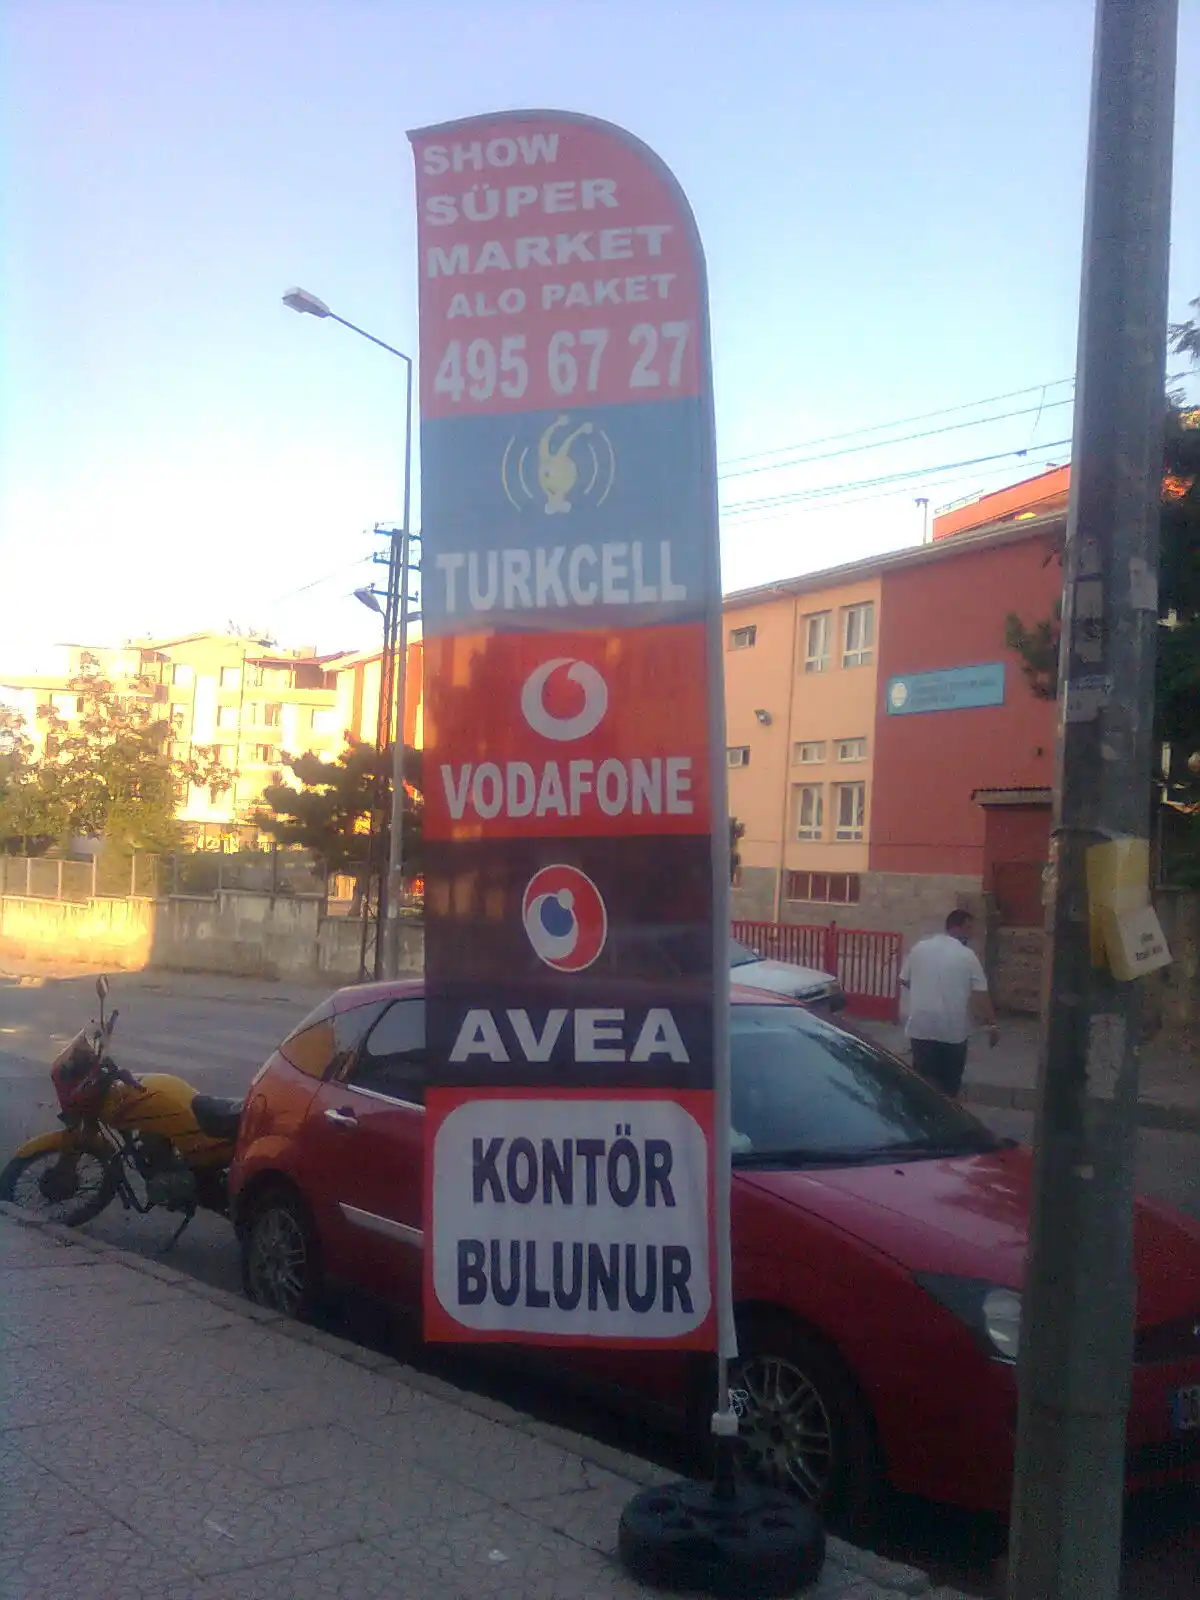 SHOW
SÜPER
MARKET
ALO PAKET
495 67 27
TURKCELL
VODAFONE
AVEA
KONTÖR
BULUNUR